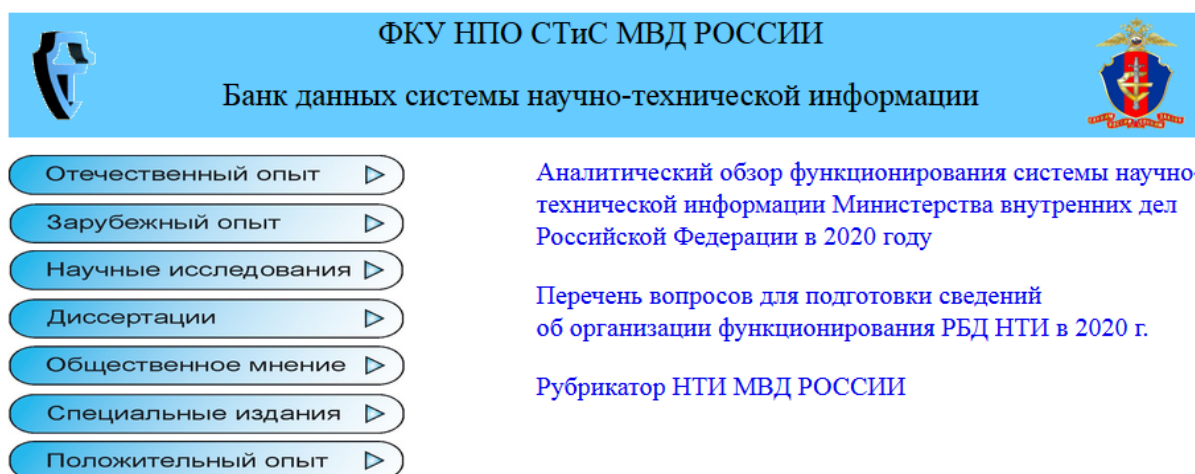 ФКУ НПО СТиС МВД РОССИИ
Банк данных системы научно-технической информации
Отечественный опыт
Зарубежный опыт
Научные исследования
Диссертации
Общественное мнение
Специальные издания
Положительный опыт
Аналитический обзор функционирования системы научно-
технической информации Министерства внутренних дел
Российской Федерации в 2020 году
Перечень вопросов для подготовки сведений
об организации функционирования РБД НТИ в 2020 г.
Рубрикатор НТИ МВД РОССИИ